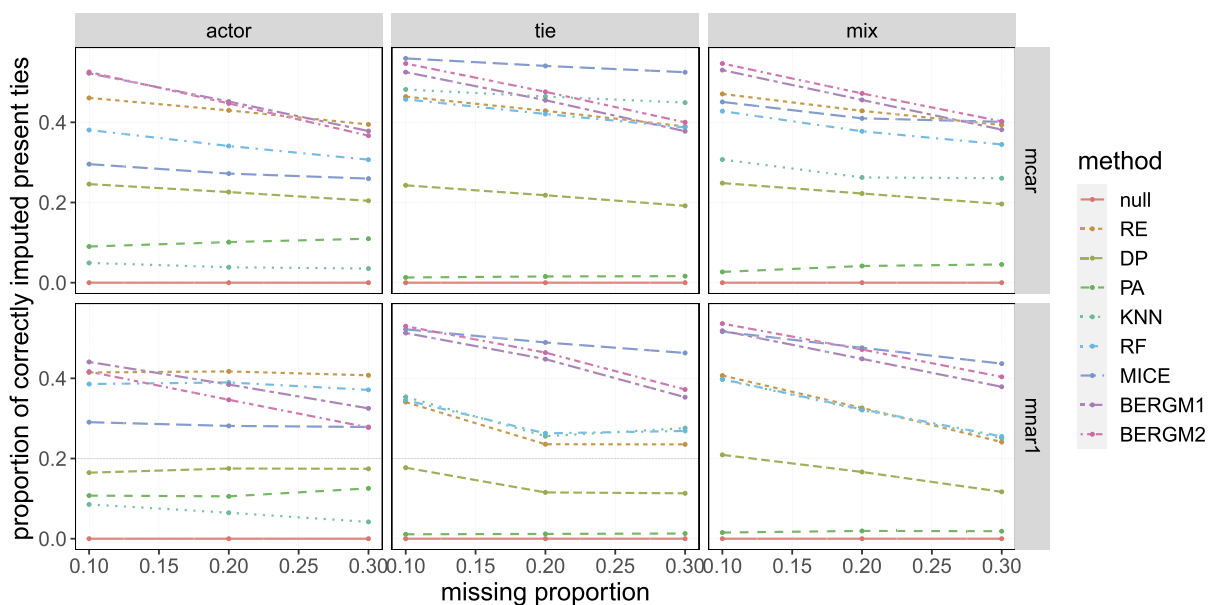 actor
tie
mix
proportion of correctly imputed present ties
0.4
0.2
0.0
mcar
0.4
0.2
0.0
mnar1
0.10 0.15 0.20 0.25 0.30
0.10 0.15 0.20 0.25 0.30
0.10 0.15 0.20 0.25 0.30
missing proportion
method
null
RE
DP
PA
KNN
RF
MICE
BERGM1
BERGM2